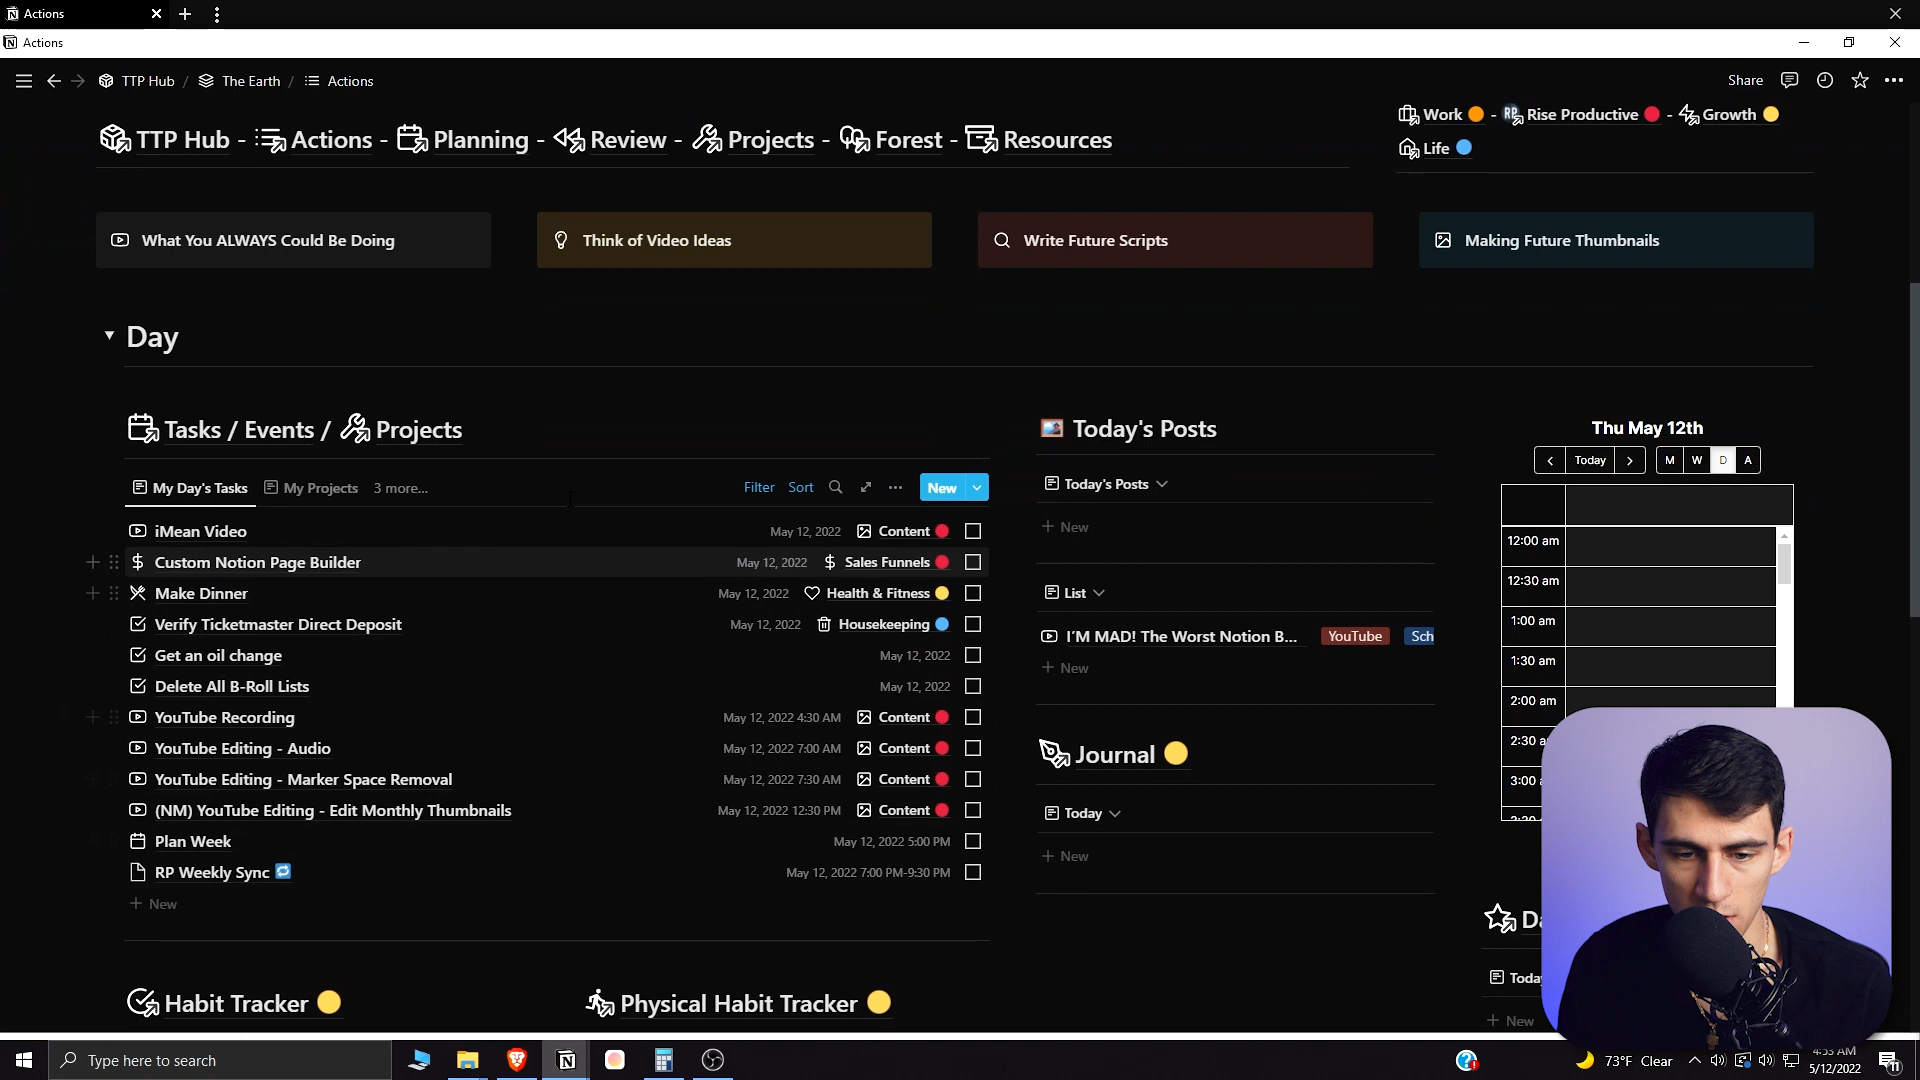 Actions
Actions
TTP Hub / The Earth / Actions
Share
TTP Hub - Actions - Planning - Review - Projects - Forest - Resources
Work - Rise Productive - Growth
Life
What You ALWAYS Could Be Doing
Think of Video Ideas
Write Future Scripts
Making Future Thumbnails
Day
Tasks / Events / Projects
My Day's Tasks My Projects 3 more...
Filter Sort New
iMean Video May 12, 2022 Content
Custom Notion Page Builder May 12, 2022 Sales Funnels
Make Dinner May 12, 2022 Health & Fitness
Verify Ticketmaster Direct Deposit May 12, 2022 Housekeeping
Get an oil change May 12, 2022
Delete All B-Roll Lists May 12, 2022
YouTube Recording May 12, 2022 4:30 AM Content
YouTube Editing - Audio May 12, 2022 7:00 AM Content
YouTube Editing - Marker Space Removal May 12, 2022 7:30 AM Content
(NM) YouTube Editing - Edit Monthly Thumbnails May 12, 2022 12:30 PM Content
Plan Week May 12, 2022 5:00 PM
RP Weekly Sync May 12, 2022 7:00 PM-9:30 PM
+ New
Habit Tracker
Physical Habit Tracker
Today's Posts
Today's Posts
+ New
List
I'M MAD! The Worst Notion B... YouTube Sch
+ New
Journal
Today
+ New
Thu May 12th
Today M W D A
12:00 am
12:30 am
1:00 am
1:30 am
2:00 am
2:30 a
3:00
+ New
Type here to search
73°F Clear
4:53 AM
5/12/2022
11